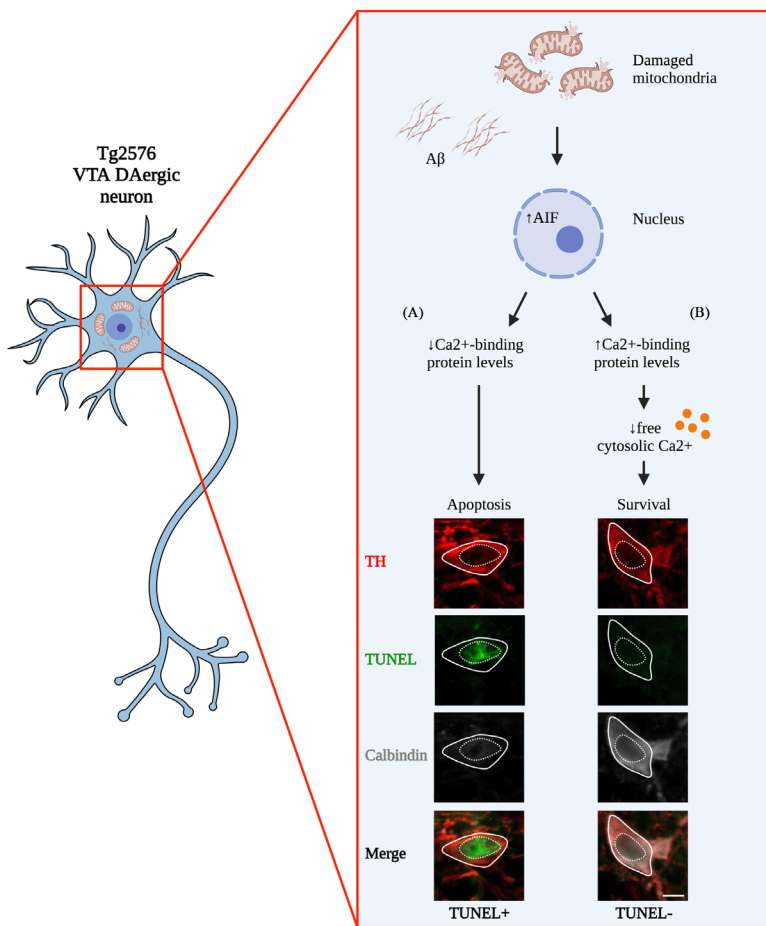 Tg2576
VTA DAergic
neuron
Damaged
mitochondria
Aβ
↑AIF
Nucleus
(A)
(B)
↓Ca2+-binding
protein levels
↑Ca2+-binding
protein levels
↓free
cytosolic Ca2+
Apoptosis
Survival
TH
TUNEL
Calbindin
Merge
TUNEL+
TUNEL-